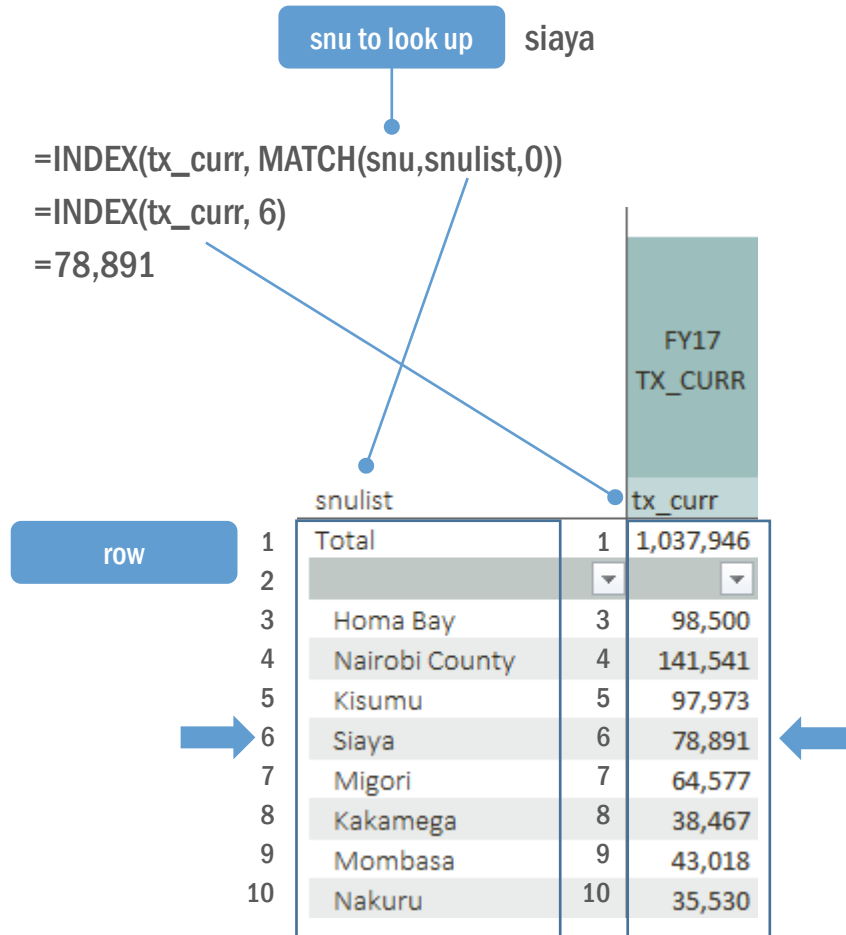 snu to look up siaya
=INDEX(tx_curr, MATCH(snu,snulist,0))
=INDEX(tx_curr, 6)
=78,891
FY17
TX_CURR
snulist tx_curr
row
1 Total 1 1,037,946
2
3 Homa Bay 3 98,500
4 Nairobi County 4 141,541
5 Kisumu 5 97,973
6 Siaya 6 78,891
7 Migori 7 64,577
8 Kakamega 8 38,467
9 Mombasa 9 43,018
10 Nakuru 10 35,530